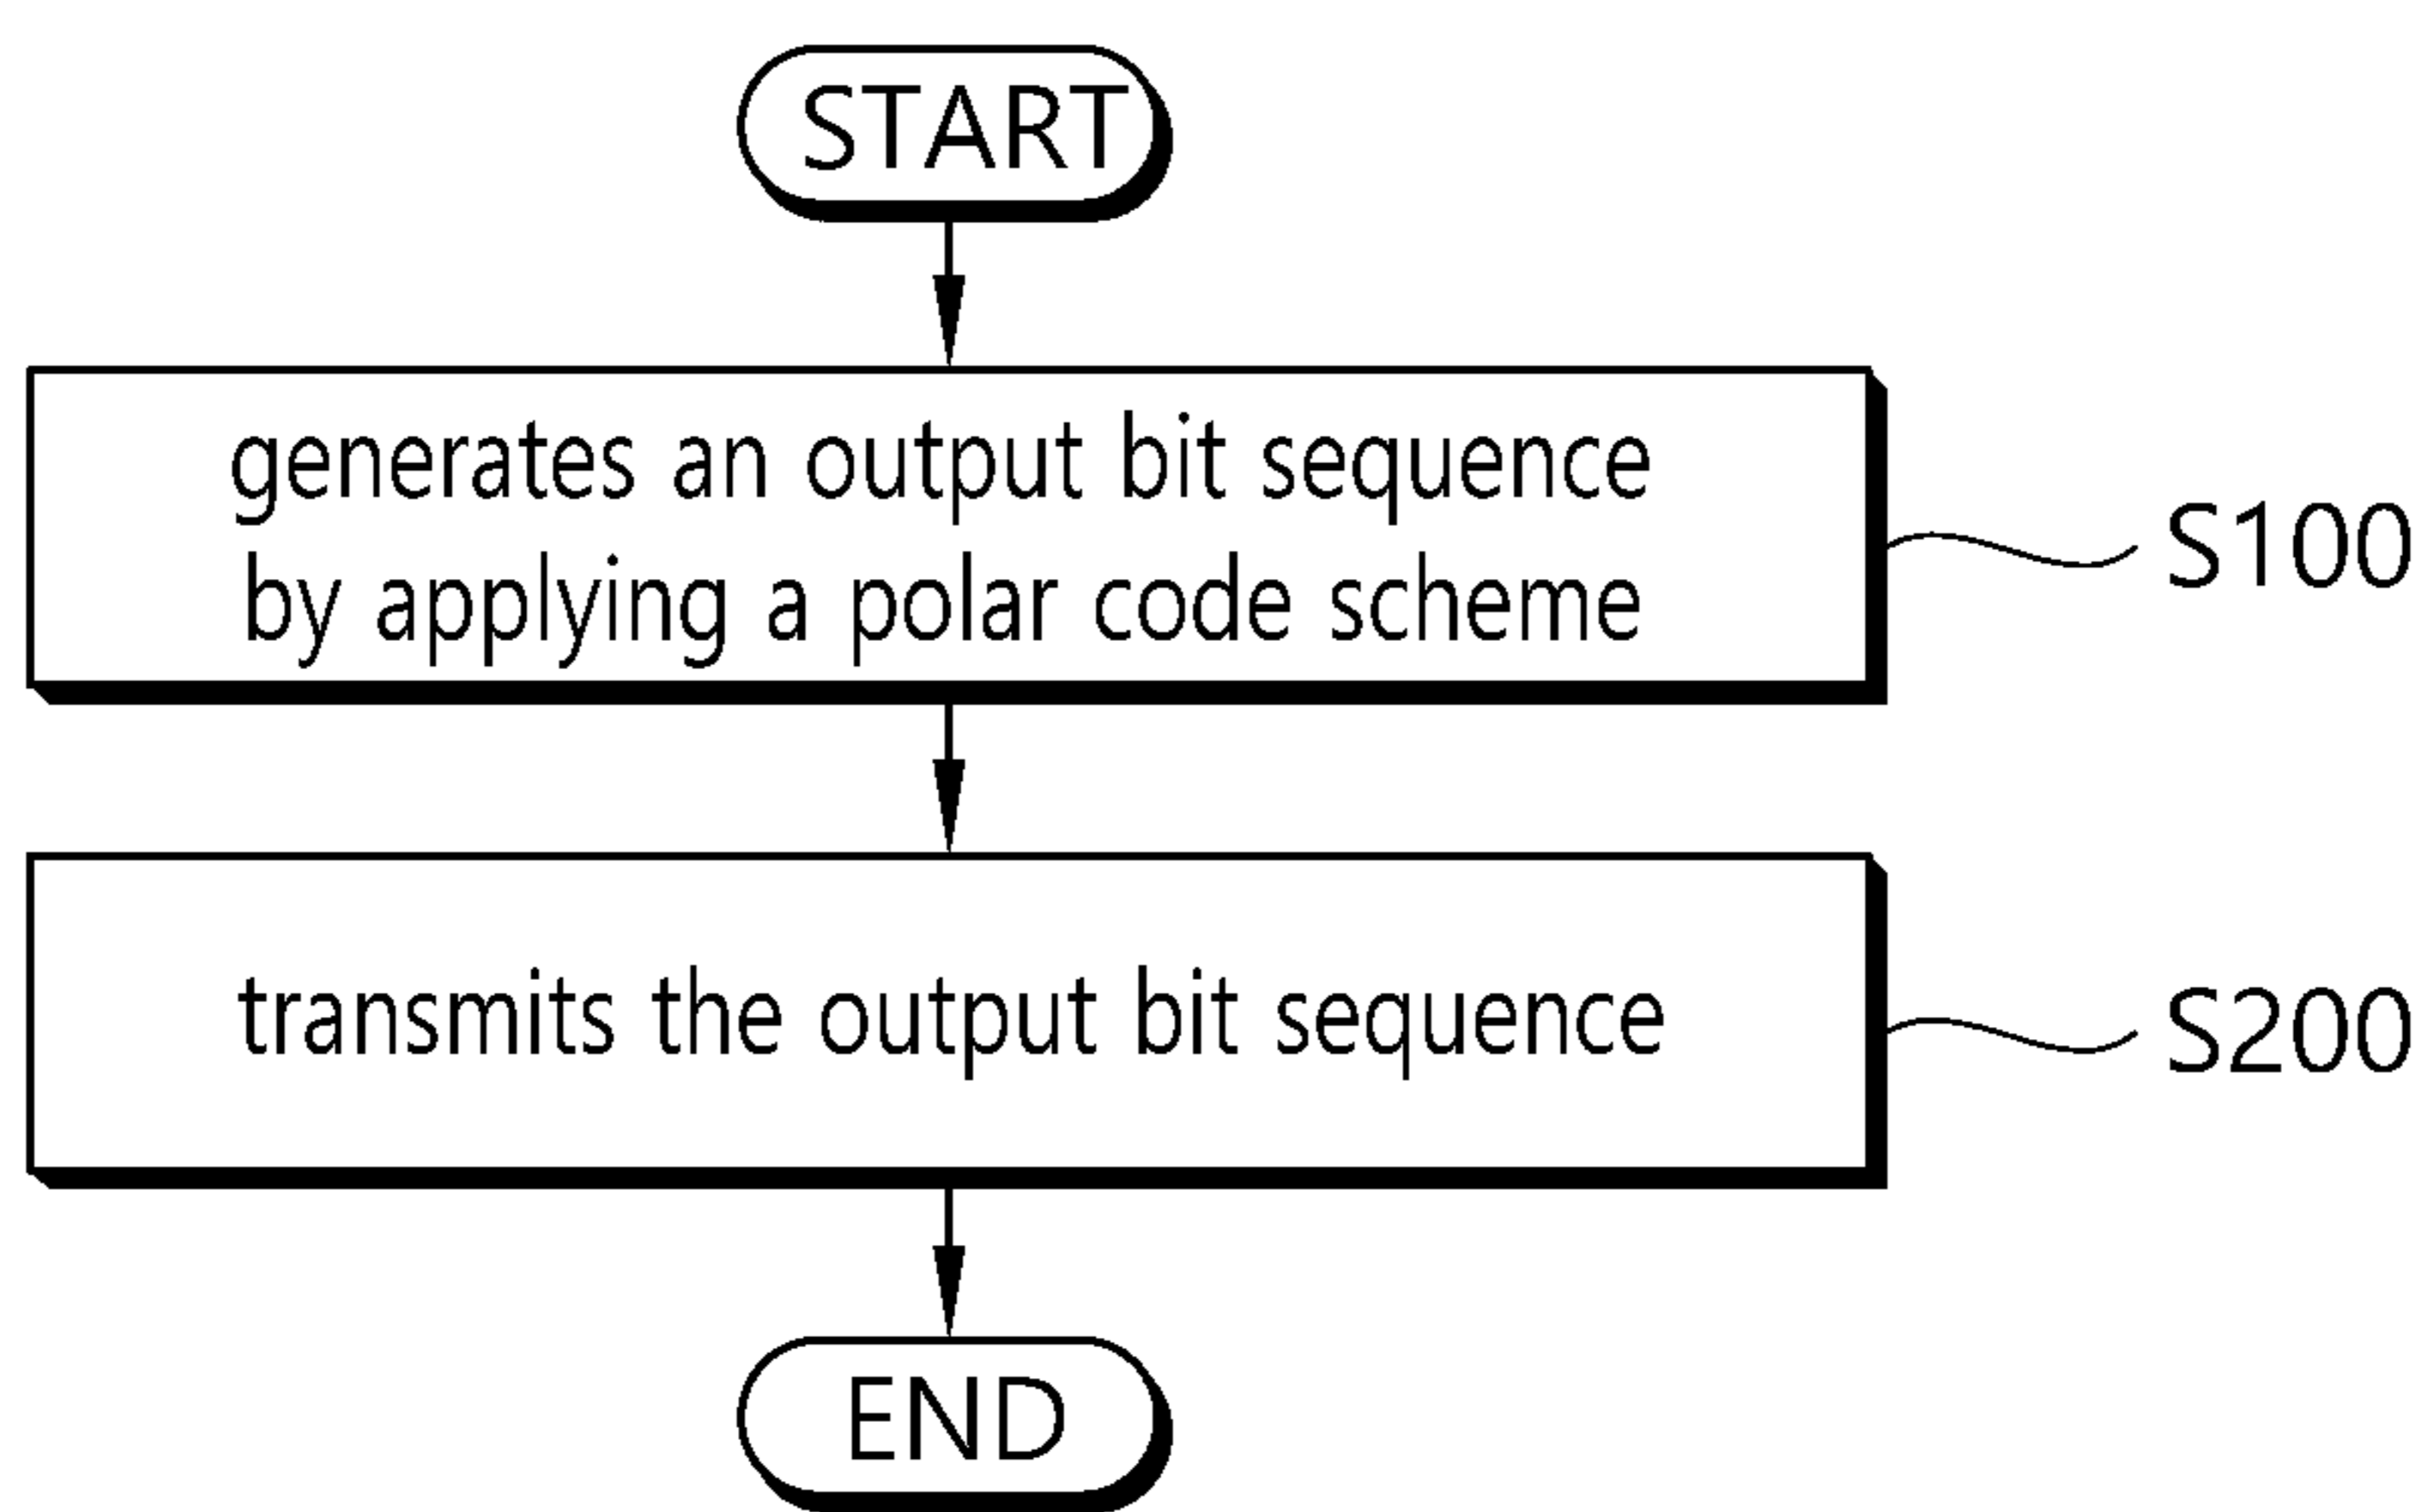 START
generates an output bit sequence
by applying a polar code scheme
S100
transmits the output bit sequence
S200
END